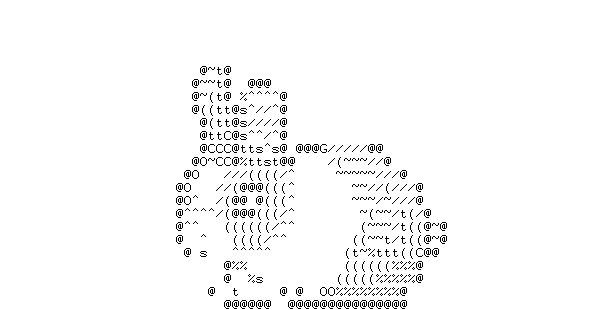 @~t@
  @~~t@  @@@
  @~(t@ %^^^^@
  @((tt@s^//^@
   @(tt@s////@
   @ttC@s^^/^@
   @CCC@tts^s@ @@@G/////@@
  @O~CC@%ttst@@    /(~~~//@
 @O   ///((((/^     ~~~~~///@
@O   //(@@@(((^       ~~//(///@
@O^  /(@@ @(((^       ~~~/~///@
@^^^^/(@@@(((/^        ~(~~/t(/@
@^^   ((((((/^^        (~~~/t((@~@
@  ^   ((((/^^        ((~~t/t((@~@
 @ s   ^^^^^         (t~%ttt((C@@
      @%%            ((((((%%%@
      @  %s         (((((%%%%%@
    @  t     @ @  OO%%%%%%%%@
      @@@@@@  @@@@@@@@@@@@@@@